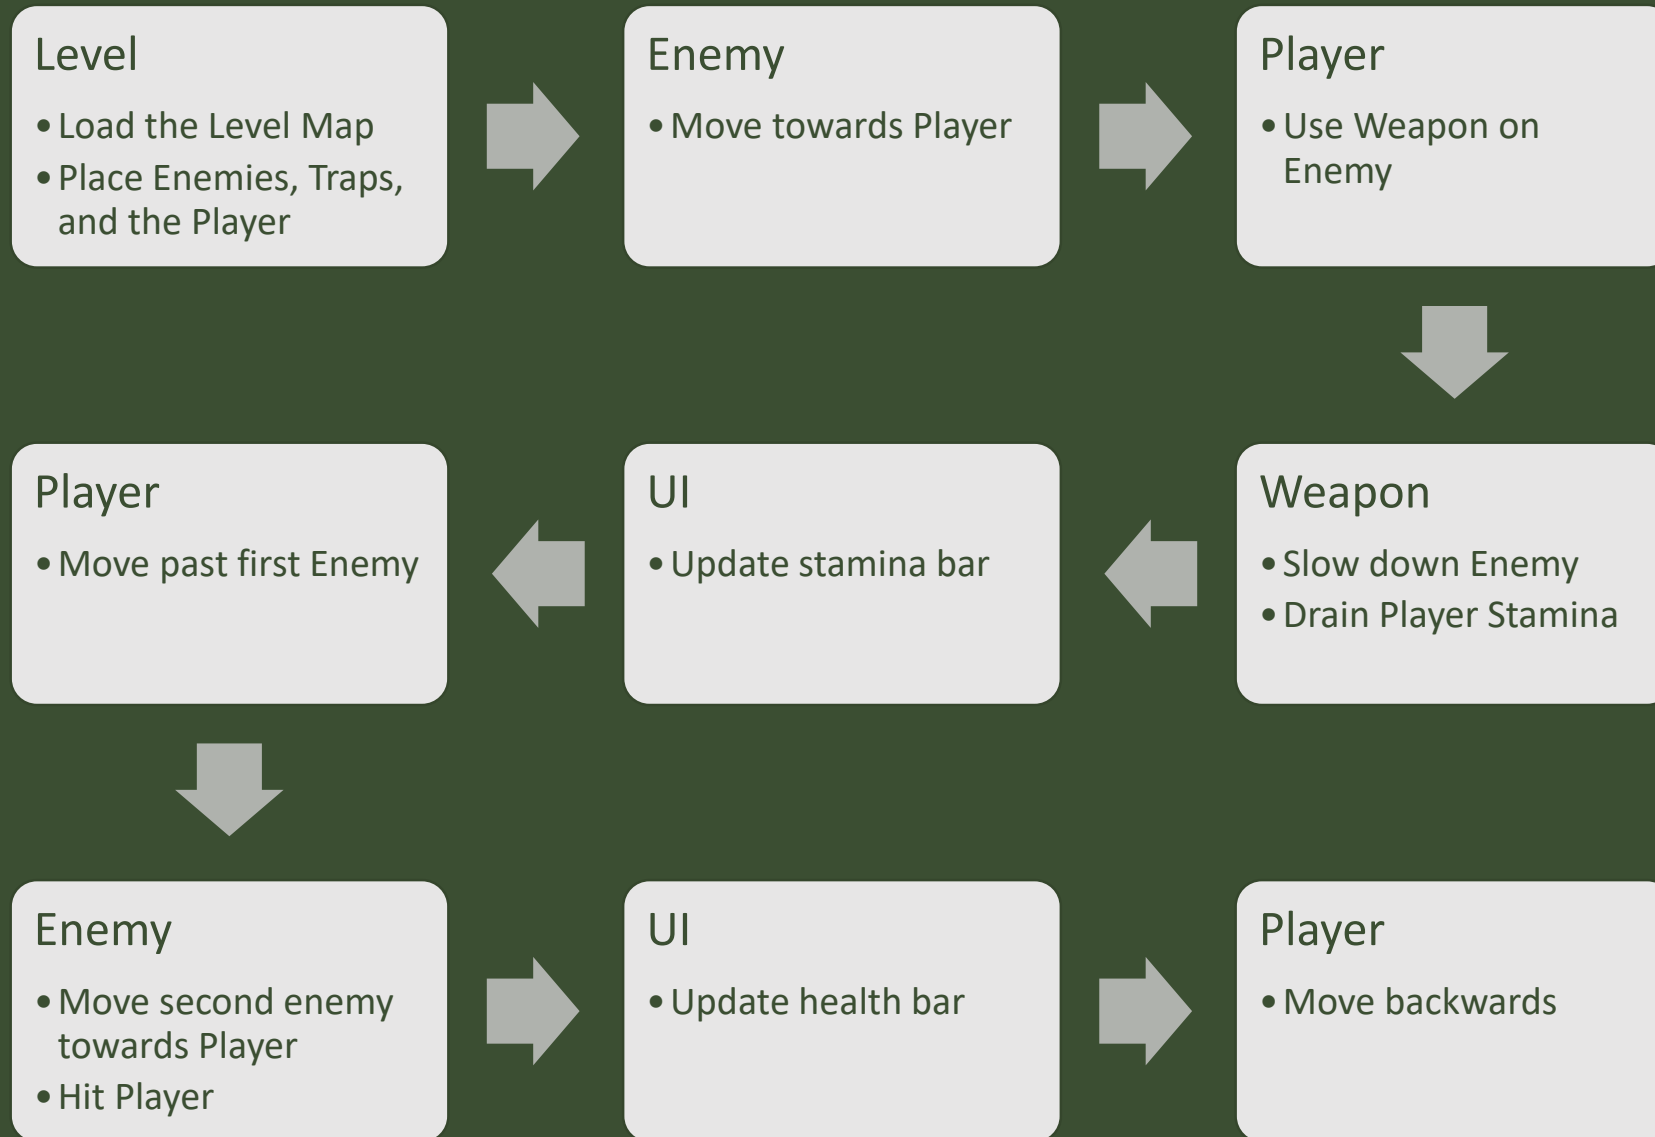 Level
• Load the Level Map
• Place Enemies, Traps,
and the Player
Enemy
• Move towards Player
Player
• Use Weapon on
Enemy
Weapon
• Slow down Enemy
• Drain Player Stamina
UI
• Update stamina bar
Player
• Move past first Enemy
Enemy
• Move second enemy
towards Player
• Hit Player
UI
• Update health bar
Player
• Move backwards